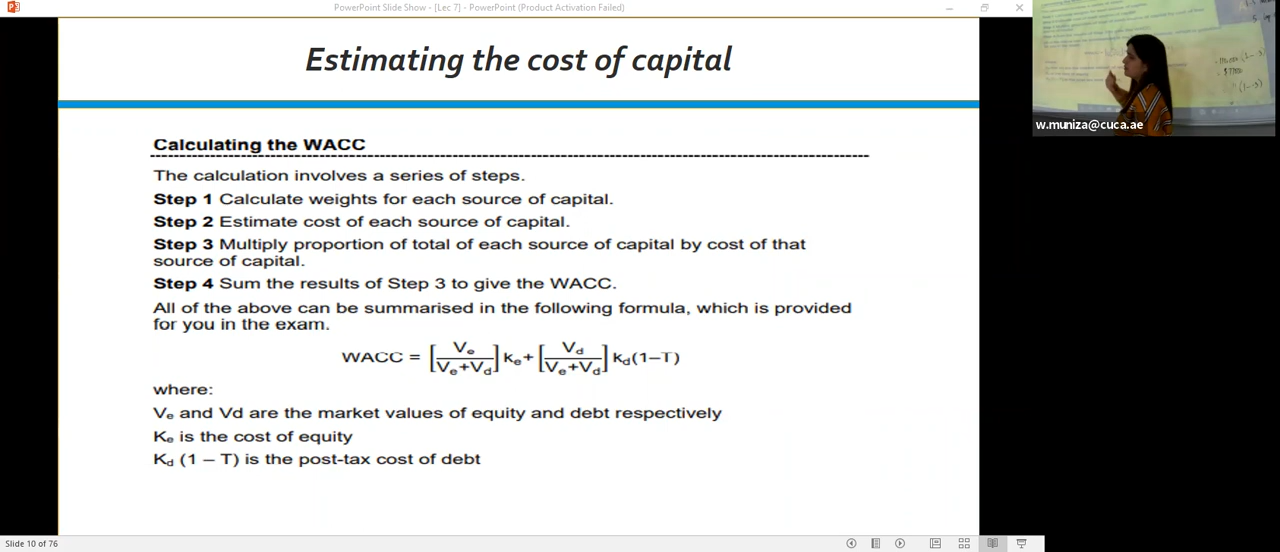 PowerPoint Slide Show - [Lec 7] - PowerPoint (Product Activation Failed)
Estimating the cost of capital
w.muniza@cuca.ae
Calculating the WACC
The calculation involves a series of steps.
Step 1 Calculate weights for each source of capital.
Step 2 Estimate cost of each source of capital.
Step 3 Multiply proportion of total of each source of capital by cost of that
source of capital.
Step 4 Sum the results of Step 3 to give the WACC.
All of the above can be summarised in the following formula, which is provided
for you in the exam.
WACC = [Vₑ/(Vₑ+V_d)] kₑ + [V_d/(Vₑ+V_d)] k_d(1–T)
where:
Vₑ and Vd are the market values of equity and debt respectively
Kₑ is the cost of equity
K_d (1 – T) is the post-tax cost of debt
Slide 10 of 76